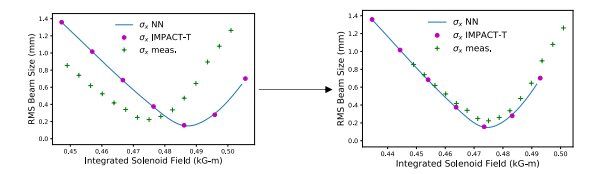 σx NN
σx IMPACT-T
σx meas.
RMS Beam Size (mm)
1.4
1.2
1.0
0.8
0.6
0.4
0.2
0.0
0.45 0.46 0.47 0.48 0.49 0.50
Integrated Solenoid Field (kG-m)
σx NN
σx IMPACT-T
σx meas.
RMS Beam Size (mm)
1.4
1.2
1.0
0.8
0.6
0.4
0.2
0.0
0.44 0.45 0.46 0.47 0.48 0.49 0.50
Integrated Solenoid Field (kG-m)